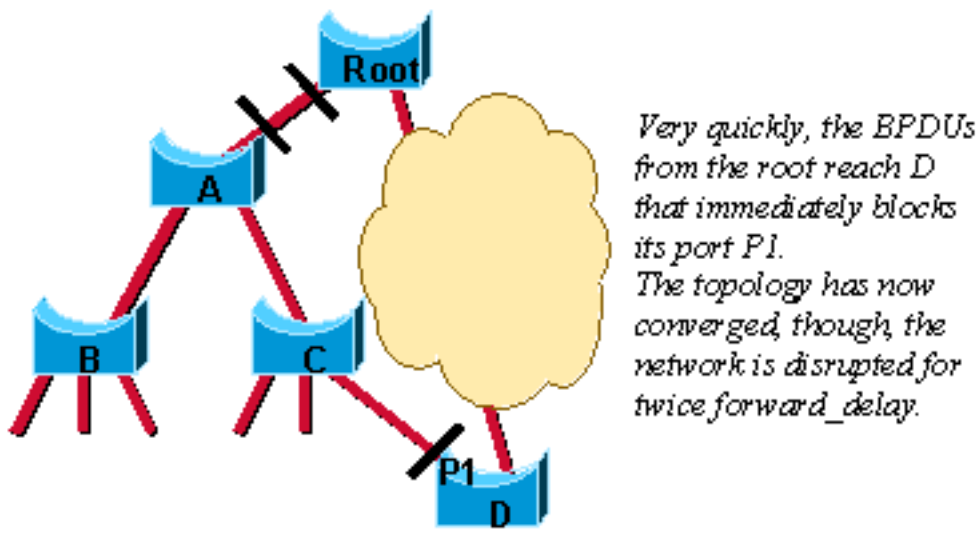 Root
A
B
C
P1
D
Very quickly, the BPDUs
from the root reach D
that immediately blocks
its port P1.
The topology has now
converged, though, the
network is disrupted for
twice forward_delay.